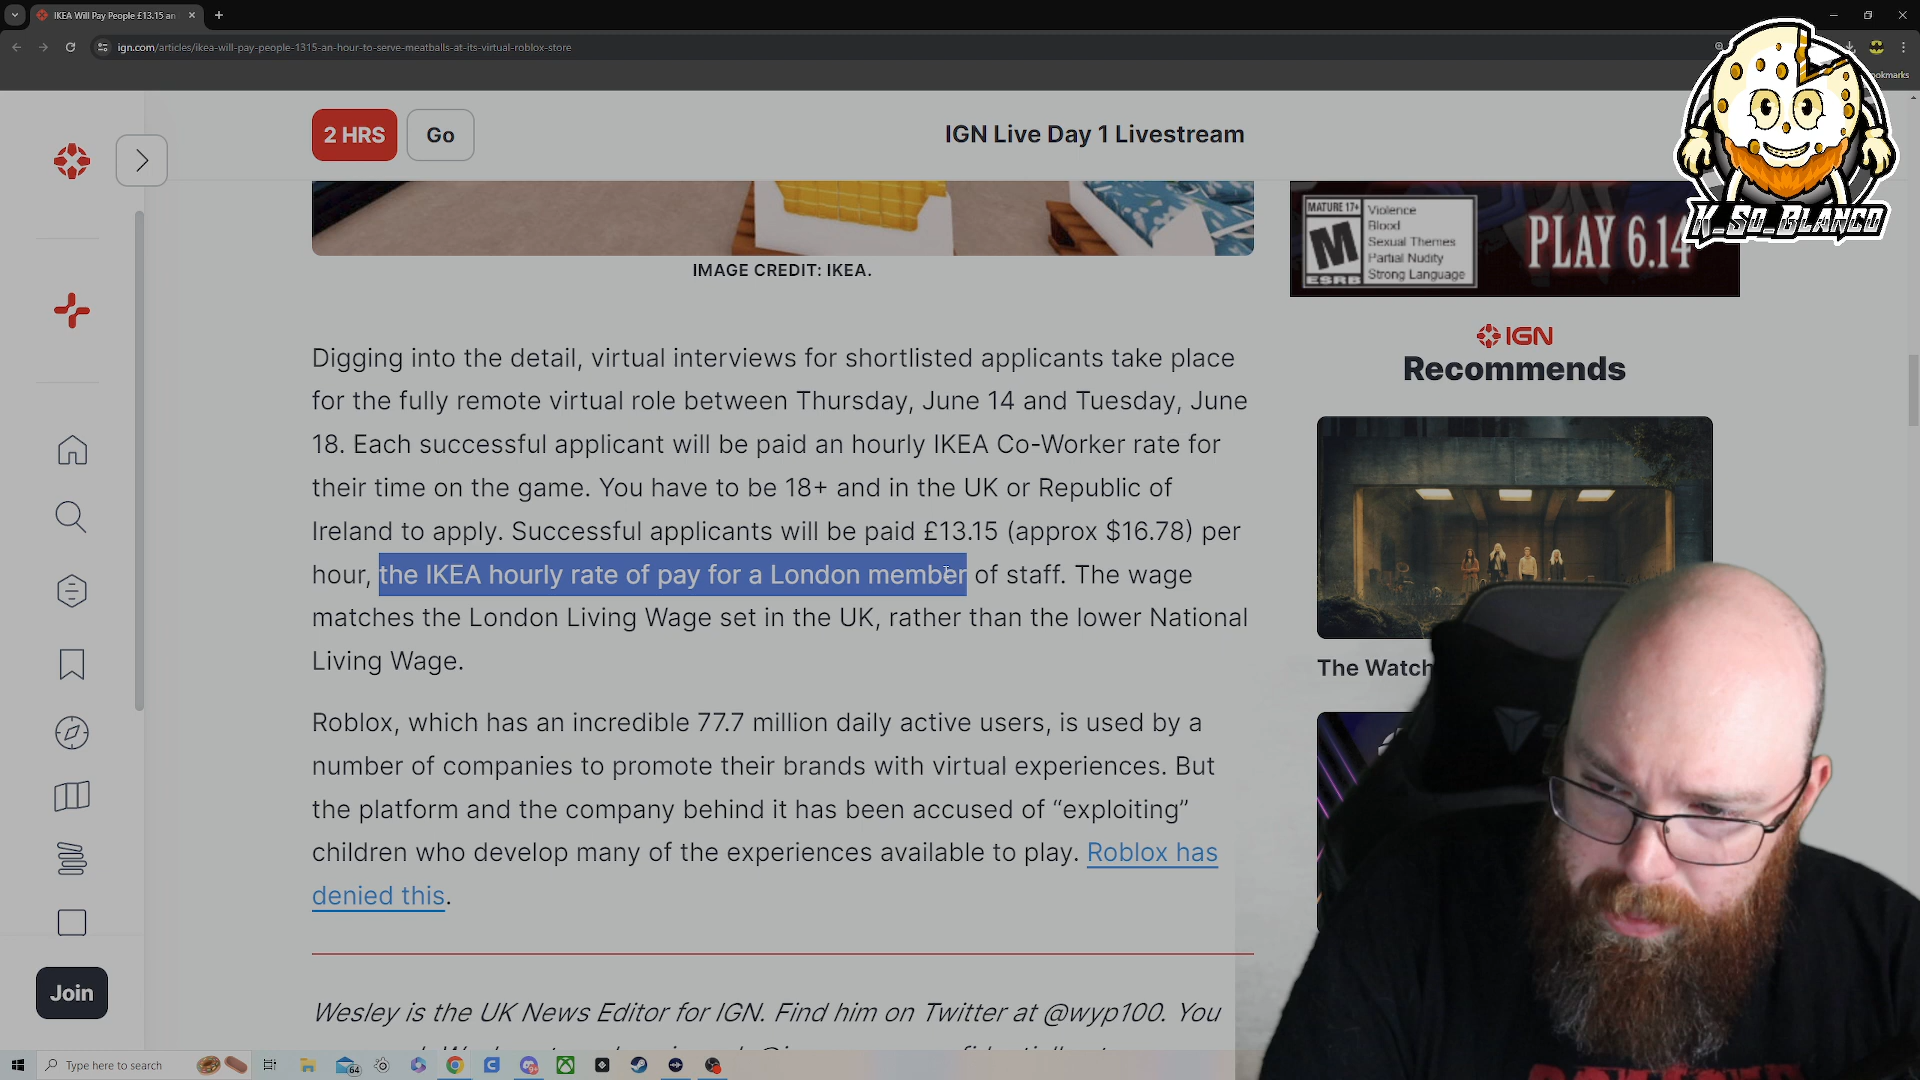 IKEA Will Pay People £13.15 an
ign.com/articles/ikea-will-pay-people-1315-an-hour-to-serve-meatballs-at-its-virtual-roblox-store
2 HRS
Go
IGN Live Day 1 Livestream
K_SO_BLANCO
MATURE 17+
M
ESRB
Violence
Blood
Sexual Themes
Partial Nudity
Strong Language
PLAY 6.14
IMAGE CREDIT: IKEA.
Digging into the detail, virtual interviews for shortlisted applicants take place
for the fully remote virtual role between Thursday, June 14 and Tuesday, June
18. Each successful applicant will be paid an hourly IKEA Co-Worker rate for
their time on the game. You have to be 18+ and in the UK or Republic of
Ireland to apply. Successful applicants will be paid £13.15 (approx $16.78) per
hour, the IKEA hourly rate of pay for a London member of staff. The wage
matches the London Living Wage set in the UK, rather than the lower National
Living Wage.
Roblox, which has an incredible 77.7 million daily active users, is used by a
number of companies to promote their brands with virtual experiences. But
the platform and the company behind it has been accused of “exploiting”
children who develop many of the experiences available to play. Roblox has
denied this.
Wesley is the UK News Editor for IGN. Find him on Twitter at @wyp100. You
IGN
Recommends
The Watch
Join
Type here to search
64